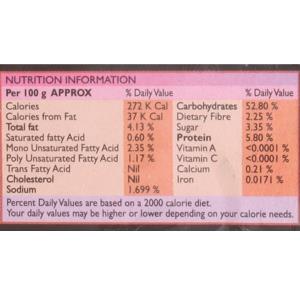 NUTRITION INFORMATION
Per 100 g APPROX % Daily Value % Daily Value
Calories 272 K Cal Carbohydrates 52.80 %
Calories from Fat 37 K Cal Dietary Fibre 2.25 %
Total fat 4.13 % Sugar 3.35 %
Saturated fatty Acid 0.60 % Protein 5.80 %
Mono Unsaturated Fatty Acid 2.35 % Vitamin A <0.0001 %
Poly Unsaturated Fatty Acid 1.17 % Vitamin C <0.0001 %
Trans Fatty Acid Nil Calcium 0.21 %
Cholesterol Nil Iron 0.0171 %
Sodium 1.699 %
Percent Daily Values are based on a 2000 calorie diet.
Your daily values may be higher or lower depending on your calorie needs.